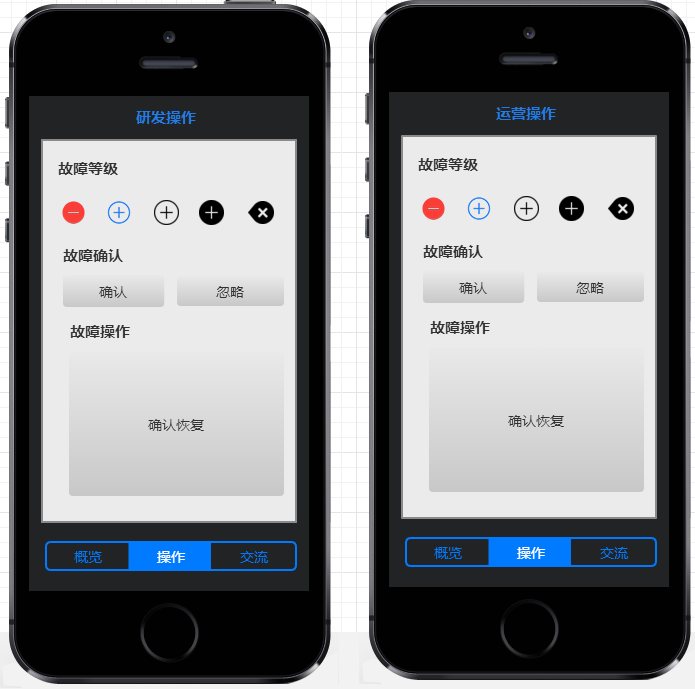 研发操作
故障等级
故障确认
确认 忽略
故障操作
确认恢复
概览 操作 交流
运营操作
故障等级
故障确认
确认 忽略
故障操作
确认恢复
概览 操作 交流